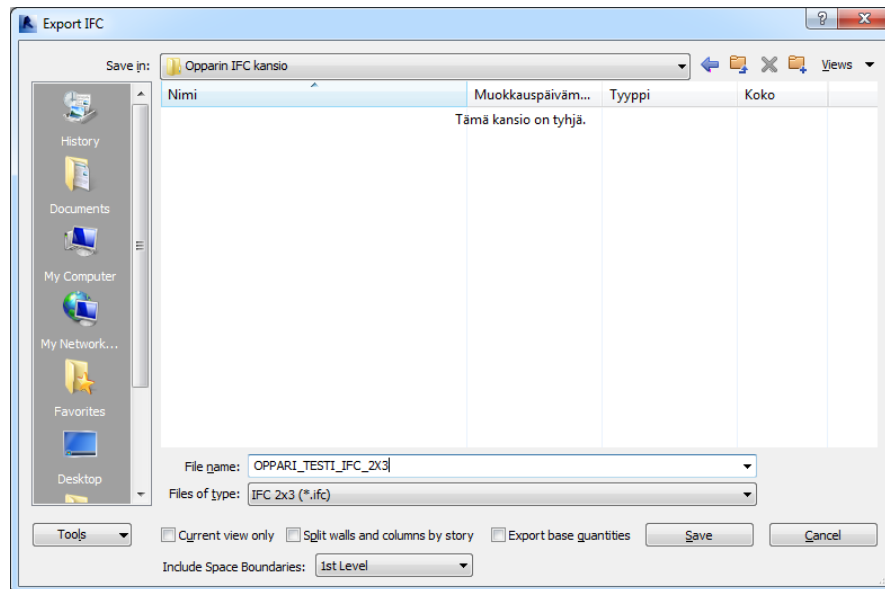 Export IFC
Save in: Opparin IFC kansio Views
Nimi Muokkauspäiväm... Tyyppi Koko
Tämä kansio on tyhjä.
History
Documents
My Computer
My Network...
Favorites
Desktop
File name: OPPARI_TESTI_IFC_2X3
Files of type: IFC 2x3 (*.ifc)
Tools Current view only Split walls and columns by story Export base quantities Save Cancel
Include Space Boundaries: 1st Level